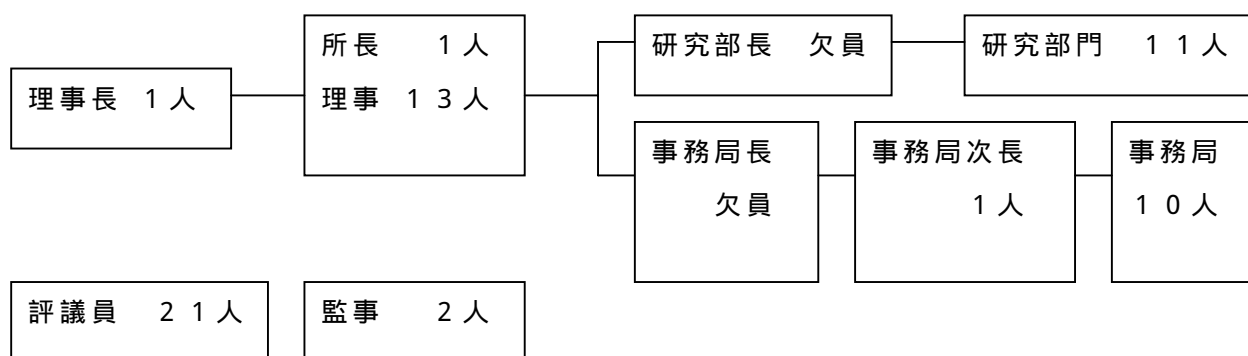 理事長 1人
所長 1人
理事 13人
研究部長 欠員
研究部門 11人
事務局長
欠員
事務局次長
1人
事務局
10人
評議員 21人
監事 2人